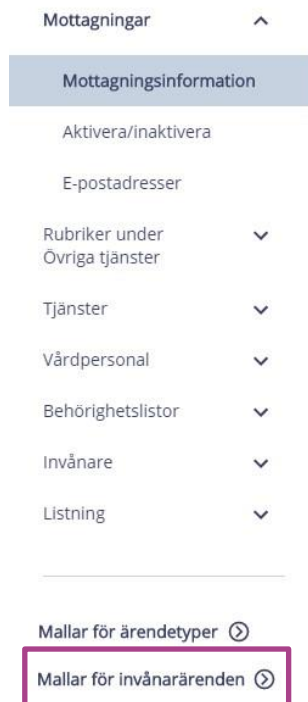 Mottagningar
Mottagningsinformation
Aktivera/inaktivera
E-postadresser
Rubriker under
Övriga tjänster
Tjänster
Vårdpersonal
Behörighetslistor
Invånare
Listning
Mallar för ärendetyper
Mallar för invånarärenden